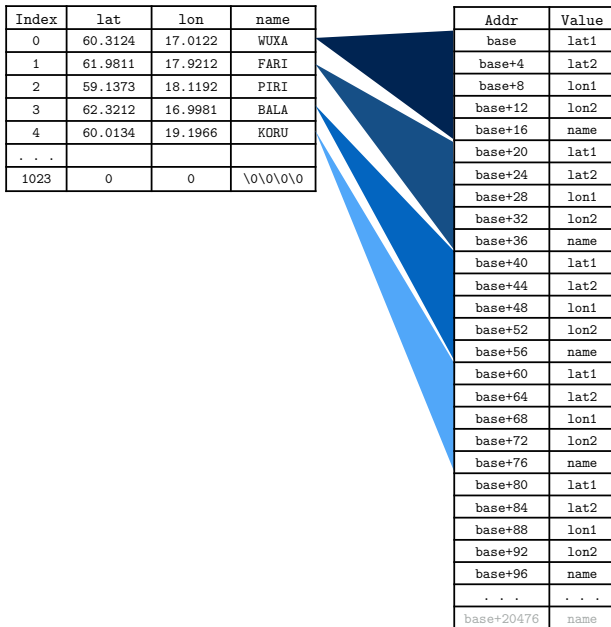 Index lat lon name
0 60.3124 17.0122 WUXA
1 61.9811 17.9212 FARI
2 59.1373 18.1192 PIRI
3 62.3212 16.9981 BALA
4 60.0134 19.1966 KORU
. . .
1023 0 0 \0\0\0\0
Addr Value
base lat1
base+4 lat2
base+8 lon1
base+12 lon2
base+16 name
base+20 lat1
base+24 lat2
base+28 lon1
base+32 lon2
base+36 name
base+40 lat1
base+44 lat2
base+48 lon1
base+52 lon2
base+56 name
base+60 lat1
base+64 lat2
base+68 lon1
base+72 lon2
base+76 name
base+80 lat1
base+84 lat2
base+88 lon1
base+92 lon2
base+96 name
. . . . . .
base+20476 name